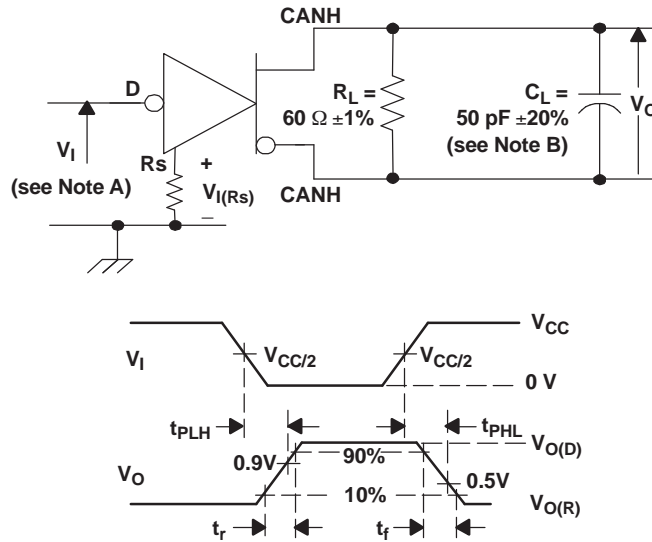 CANH
D
R_L =
60 Ω ±1%
C_L =
50 pF ±20%
(see Note B)
V_O
V_I
(see Note A)
Rs
+
V_I(Rs)
–
CANH
V_CC
V_I
V_CC/2
V_CC/2
0 V
t_PLH
t_PHL
V_O(D)
0.9V
90%
V_O
0.5V
10%
V_O(R)
t_r
t_f